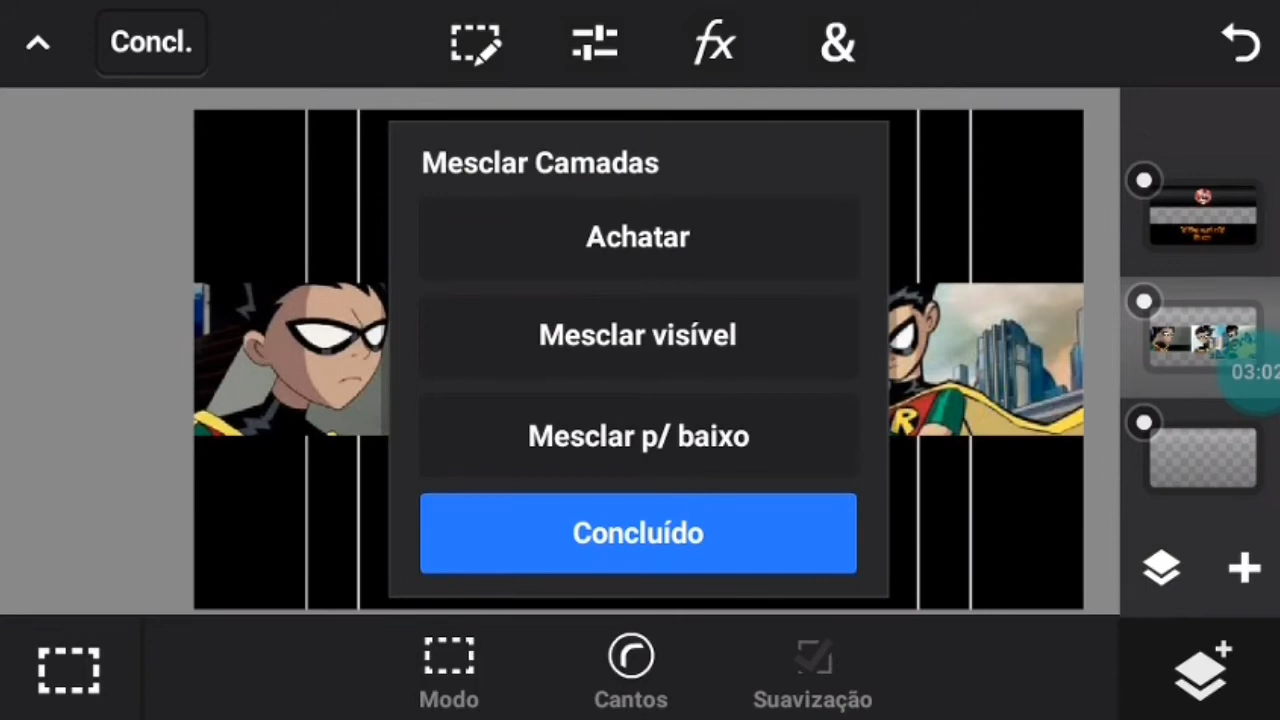 Concl.
fx
&
Mesclar Camadas
Achatar
Mesclar visível
Mesclar p/ baixo
Concluído
R
03:02
Modo
Cantos
Suavização